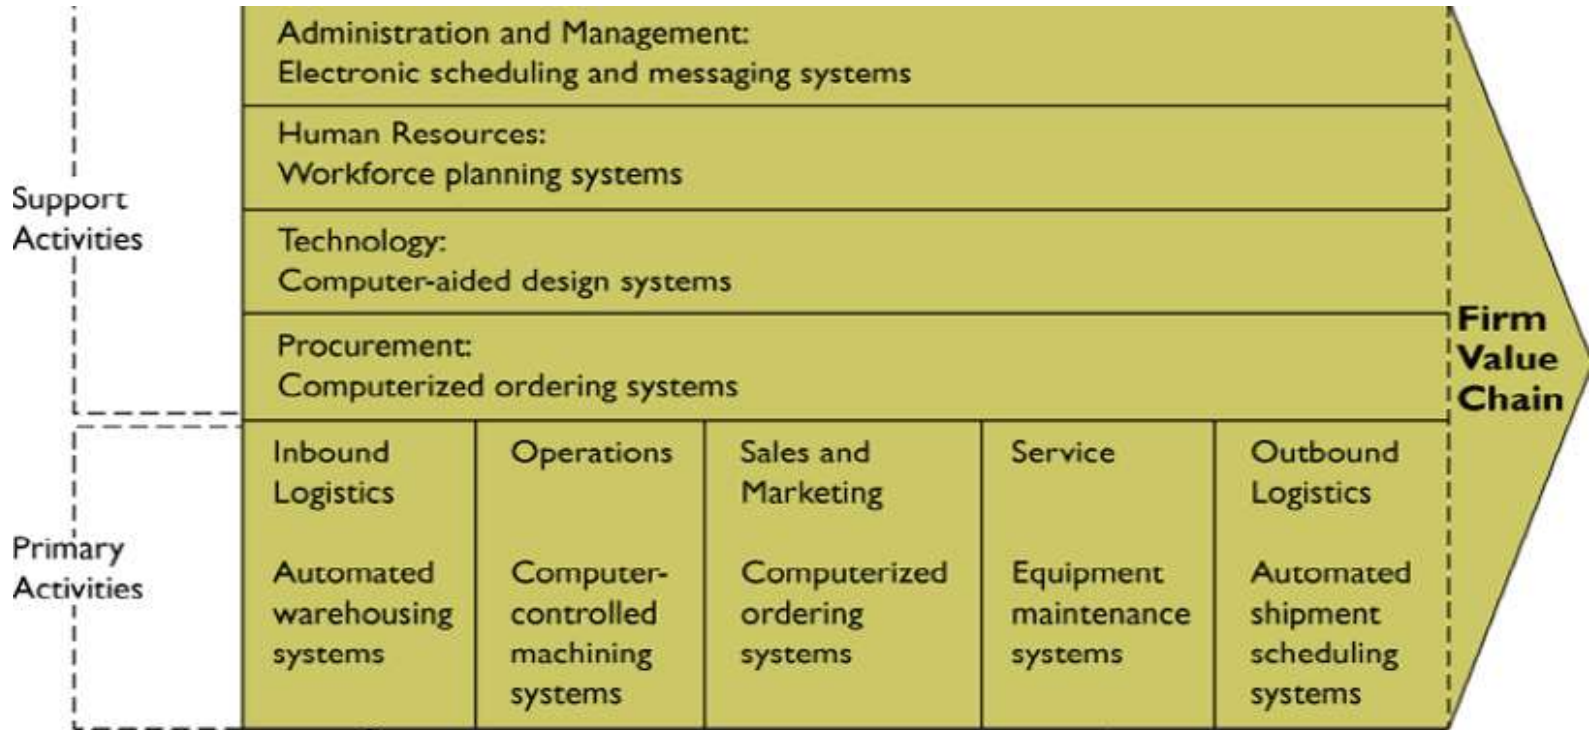 Administration and Management:
Electronic scheduling and messaging systems
Human Resources:
Workforce planning systems
Support
Activities
Technology:
Computer-aided design systems
Procurement:
Computerized ordering systems
Firm
Value
Chain
Primary
Activities
Inbound
Logistics
Automated
warehousing
systems
Operations
Computer-
controlled
machining
systems
Sales and
Marketing
Computerized
ordering
systems
Service
Equipment
maintenance
systems
Outbound
Logistics
Automated
shipment
scheduling
systems